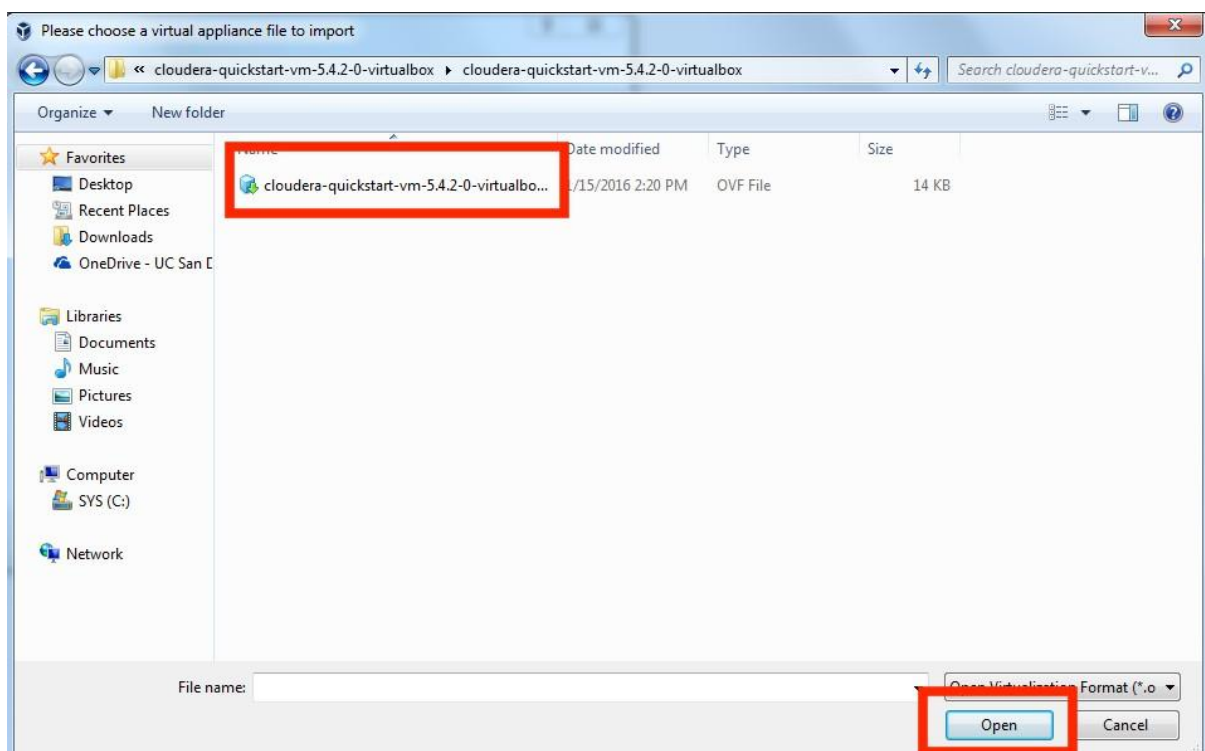 Please choose a virtual appliance file to import
« cloudera-quickstart-vm-5.4.2-0-virtualbox ▸ cloudera-quickstart-vm-5.4.2-0-virtualbox
Search cloudera-quickstart-v...
Organize
New folder
Favorites
Desktop
Recent Places
Downloads
OneDrive - UC San D
Libraries
Documents
Music
Pictures
Videos
Computer
SYS (C:)
Network
Name Date modified Type Size
cloudera-quickstart-vm-5.4.2-0-virtualbo... /15/2016 2:20 PM OVF File 14 KB
File name:
Open Virtualization Format (*.o
Open Cancel